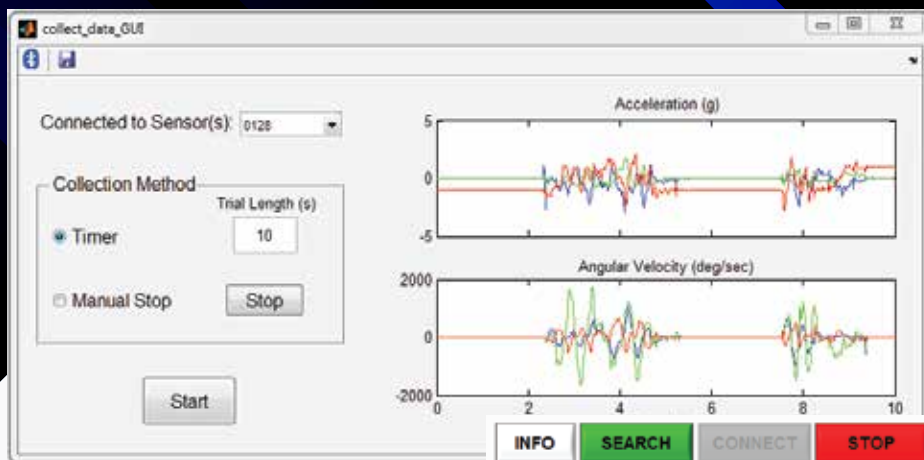 collect_data_GUI
Connected to Sensor(s): 0128
Collection Method
Trial Length (s)
Timer
10
Manual Stop
Stop
Start
Acceleration (g)
5
0
-5
Angular Velocity (deg/sec)
2000
0
-2000
0 2 4 6 8 10
INFO SEARCH CONNECT STOP